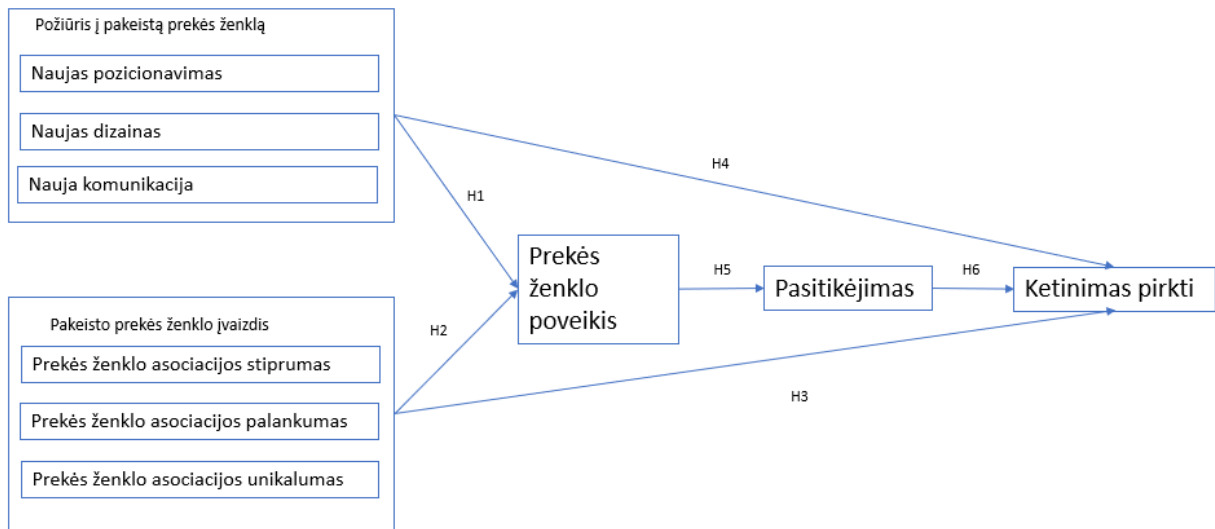 Požiūris į pakeistą prekės ženklą
Naujas pozicionavimas
Naujas dizainas
Nauja komunikacija
H4
H1
Prekės
ženklo
poveikis
H5
Pasitikėjimas
H6
Ketinimas pirkti
Pakeisto prekės ženklo įvaizdis
H2
Prekės ženklo asociacijos stiprumas
H3
Prekės ženklo asociacijos palankumas
Prekės ženklo asociacijos unikalumas